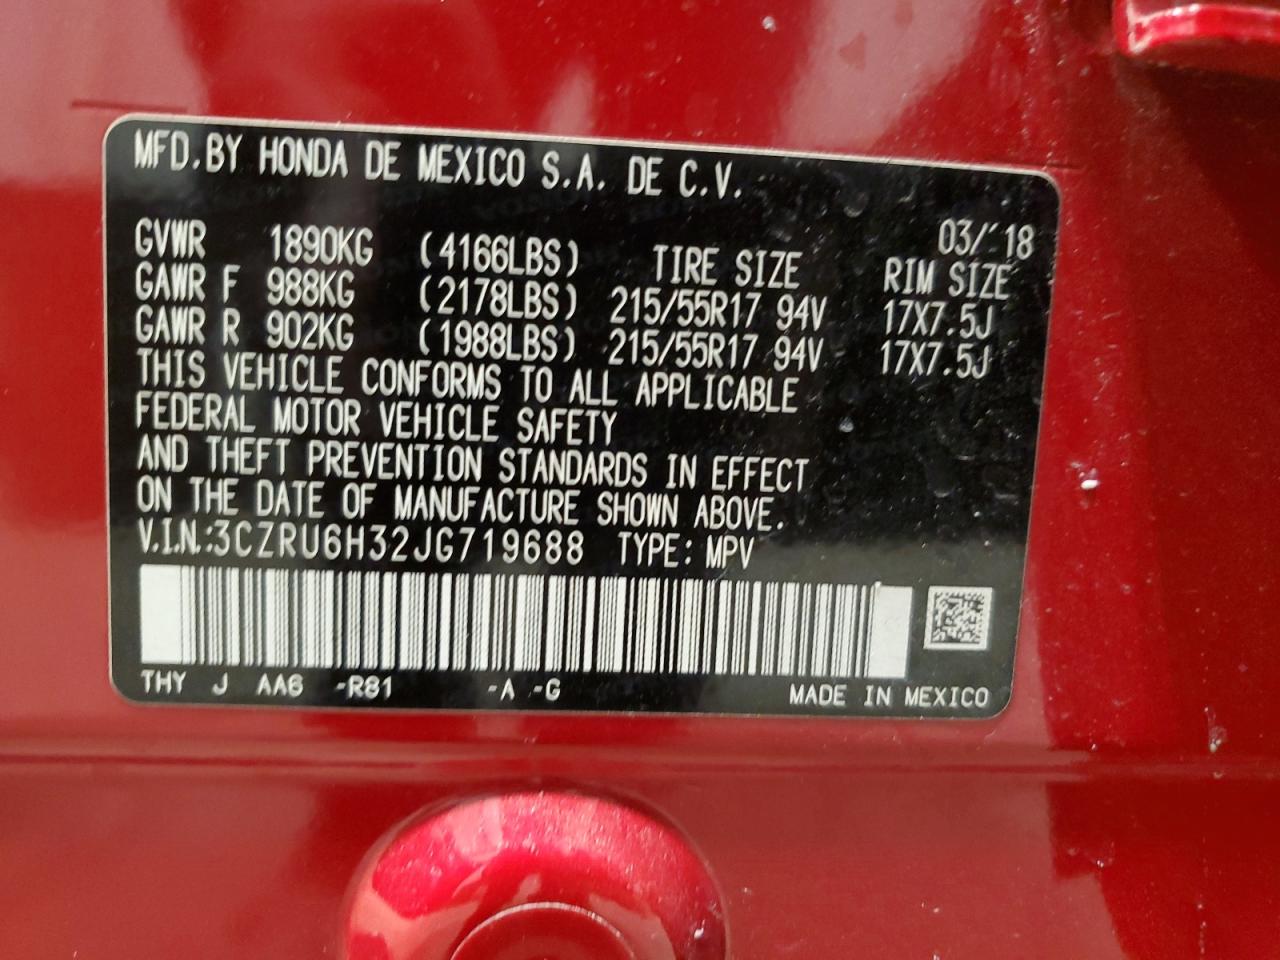 MFD.BY HONDA DE MEXICO S.A. DE C.V.
03/18
GVWR 1890KG (4166LBS) TIRE SIZE RIM SIZE
GAWR F 988KG (2178LBS) 215/55R17 94V 17X7.5J
GAWR R 902KG (1988LBS) 215/55R17 94V 17X7.5J
THIS VEHICLE CONFORMS TO ALL APPLICABLE
FEDERAL MOTOR VEHICLE SAFETY
AND THEFT PREVENTION STANDARDS IN EFFECT
ON THE DATE OF MANUFACTURE SHOWN ABOVE.
V.I.N.:3CZRU6H32JG719688 TYPE: MPV
THY J AA6 -R81 -A -G MADE IN MEXICO